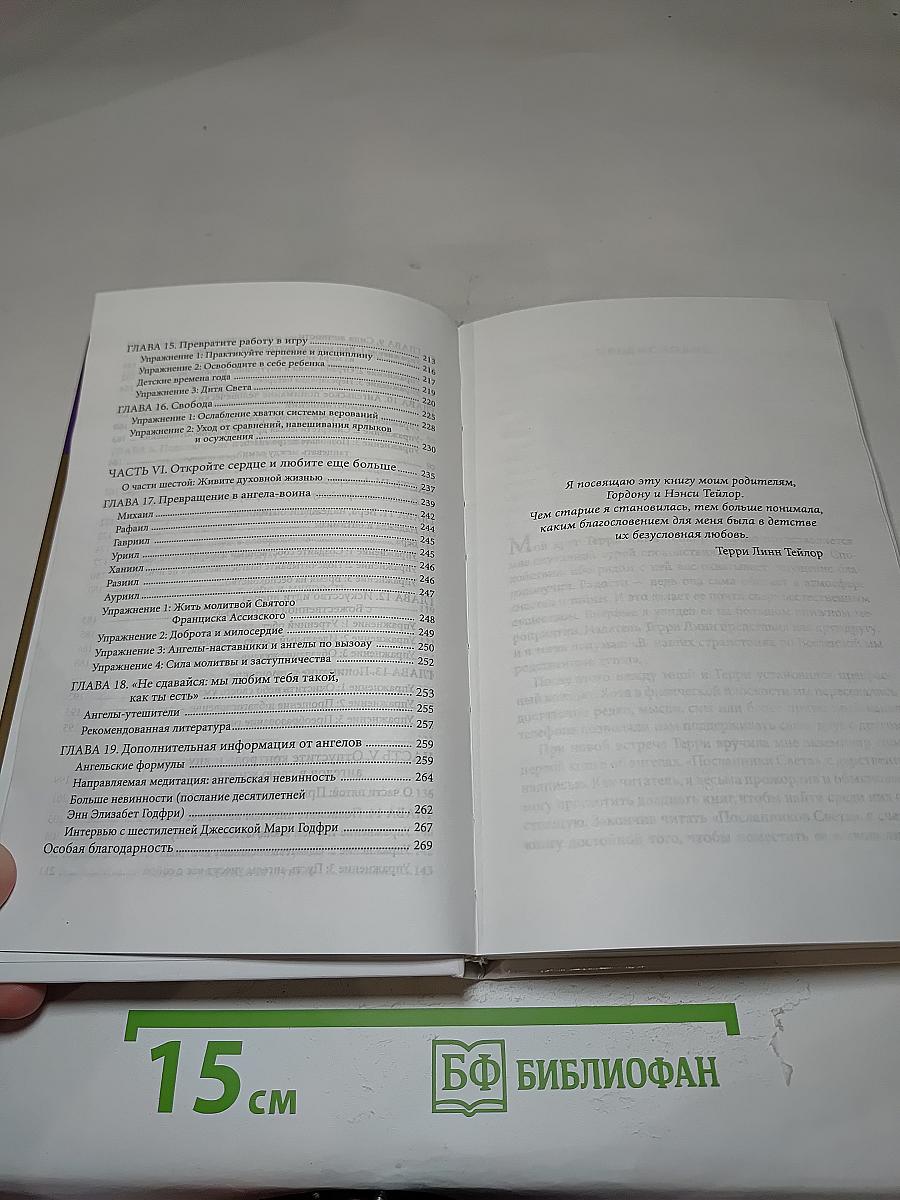 ГЛАВА 15. Превратите работу в игру 213
Упражнение 1: Практикуйте терпение и дисциплину 216
Упражнение 2: Освободите в себе ребенка 217
Детские времена года 219
Упражнение 3: Дитя Света 220
ГЛАВА 16. Свобода 225
Упражнение 1: Ослабление хватки системы верований 228
Упражнение 2: Уход от сравнений, навешивания ярлыков
и осуждения 230
ЧАСТЬ VI. Откройте сердце и любите еще больше 235
О части шестой: Живите духовной жизнью 237
ГЛАВА 17. Превращение в ангела-воина 239
Михаил 242
Рафаил 244
Гавриил 245
Уриил 245
Ханиил 246
Разиил 246
Ауриил 247
Упражнение 1: Жить молитвой Святого
Франциска Ассизского 248
Упражнение 2: Доброта и милосердие 249
Упражнение 3: Ангелы-наставники и ангелы по вызову 250
Упражнение 4: Сила молитвы и заступничества 252
ГЛАВА 18. «Не сдавайся: мы любим тебя такой,
как ты есть» 253
Ангелы-утешители 255
Рекомендованная литература 257
ГЛАВА 19. Дополнительная информация от ангелов 259
Ангельские формулы 259
Направляемая медитация: ангельская невинность 264
Больше невинности (послание десятилетней
Энн Элизабет Годфри) 262
Интервью с шестилетней Джессикой Мари Годфри 267
Особая благодарность 269
Я посвящаю эту книгу моим родителям,
Гордону и Нэнси Тейлор.
Чем старше я становилась, тем больше понимала,
каким благословением для меня была в детстве
их безусловная любовь.
Терри Линн Тейлор
15 см
БФ БИБЛИОФАН